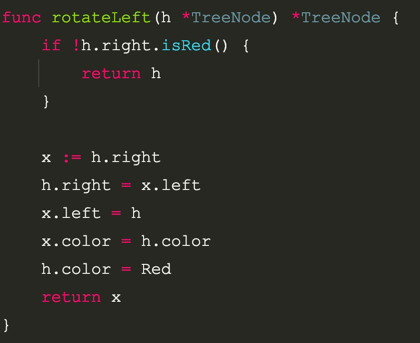 func rotateLeft(h *TreeNode) *TreeNode {
    if !h.right.isRed() {
        return h
    }

    x := h.right
    h.right = x.left
    x.left = h
    x.color = h.color
    h.color = Red
    return x
}